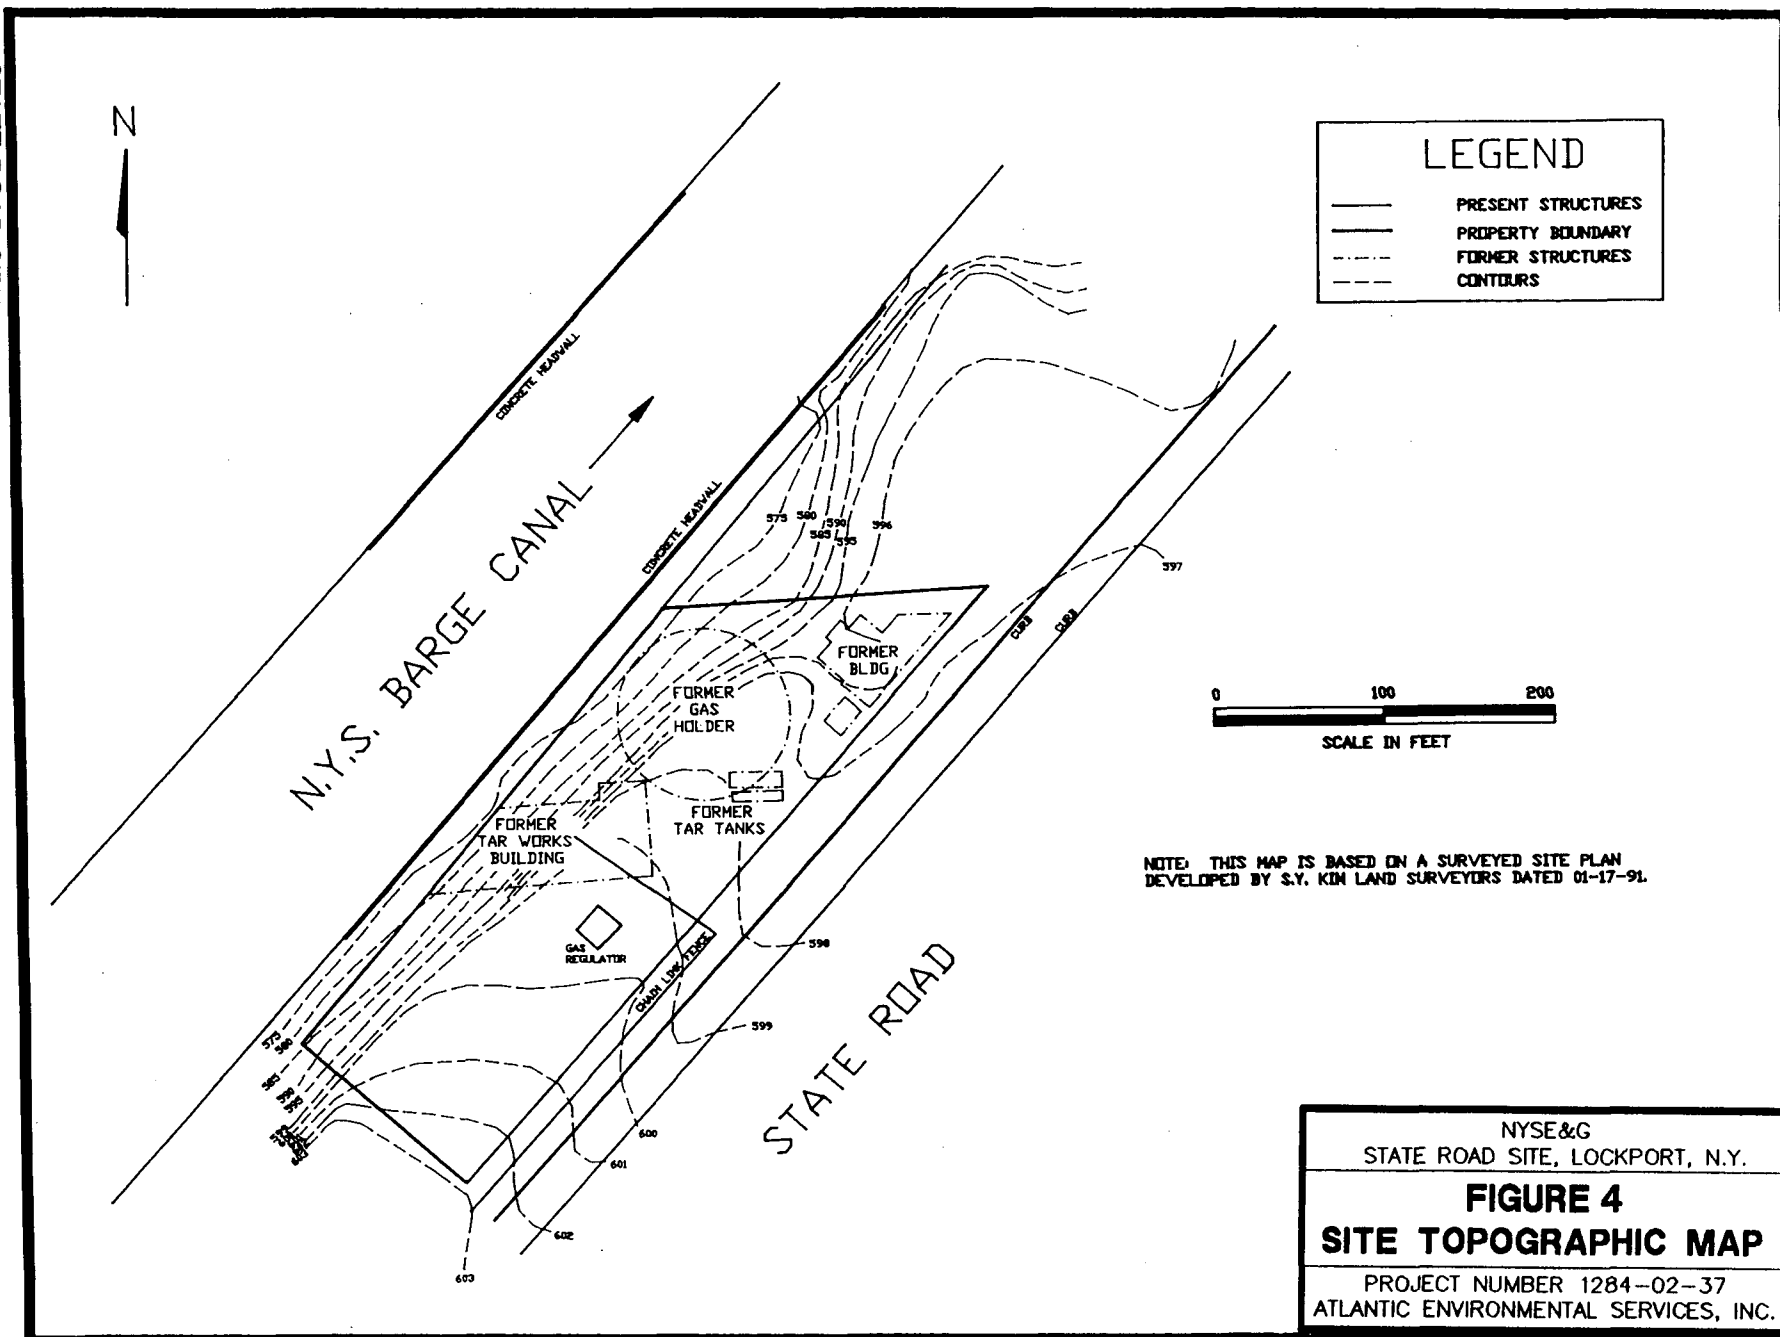 N
LEGEND
PRESENT STRUCTURES
PROPERTY BOUNDARY
FORMER STRUCTURES
CONTOURS
CONCRETE HEADWALL
N.Y.S. BARGE CANAL
CONCRETE HEADWALL
575
580
590
585
595
596
597
CURB
CURB
FORMER
BLDG
FORMER
GAS
HOLDER
0 100 200
SCALE IN FEET
FORMER
TAR TANKS
FORMER
TAR WORKS
BUILDING
NOTE: THIS MAP IS BASED ON A SURVEYED SITE PLAN
DEVELOPED BY S.Y. KIM LAND SURVEYORS DATED 01-17-91.
GAS
REGULATOR
CHAIN LINK FENCE
598
599
STATE ROAD
575
580
585
600
601
602
603
NYSE&G
STATE ROAD SITE, LOCKPORT, N.Y.
FIGURE 4
SITE TOPOGRAPHIC MAP
PROJECT NUMBER 1284-02-37
ATLANTIC ENVIRONMENTAL SERVICES, INC.